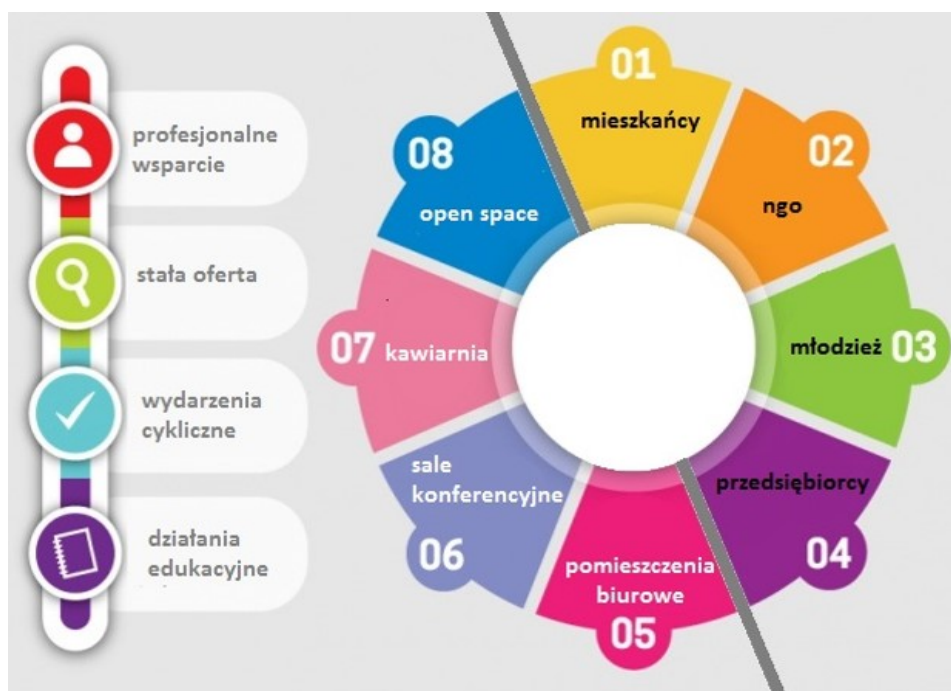 profesjonalne
wsparcie
stała oferta
wydarzenia
cykliczne
działania
edukacyjne
01
mieszkańcy
02
ngo
młodzież 03
przedsiębiorcy
04
pomieszczenia
biurowe
05
sale
konferencyjne
06
07 kawiarnia
08
open space